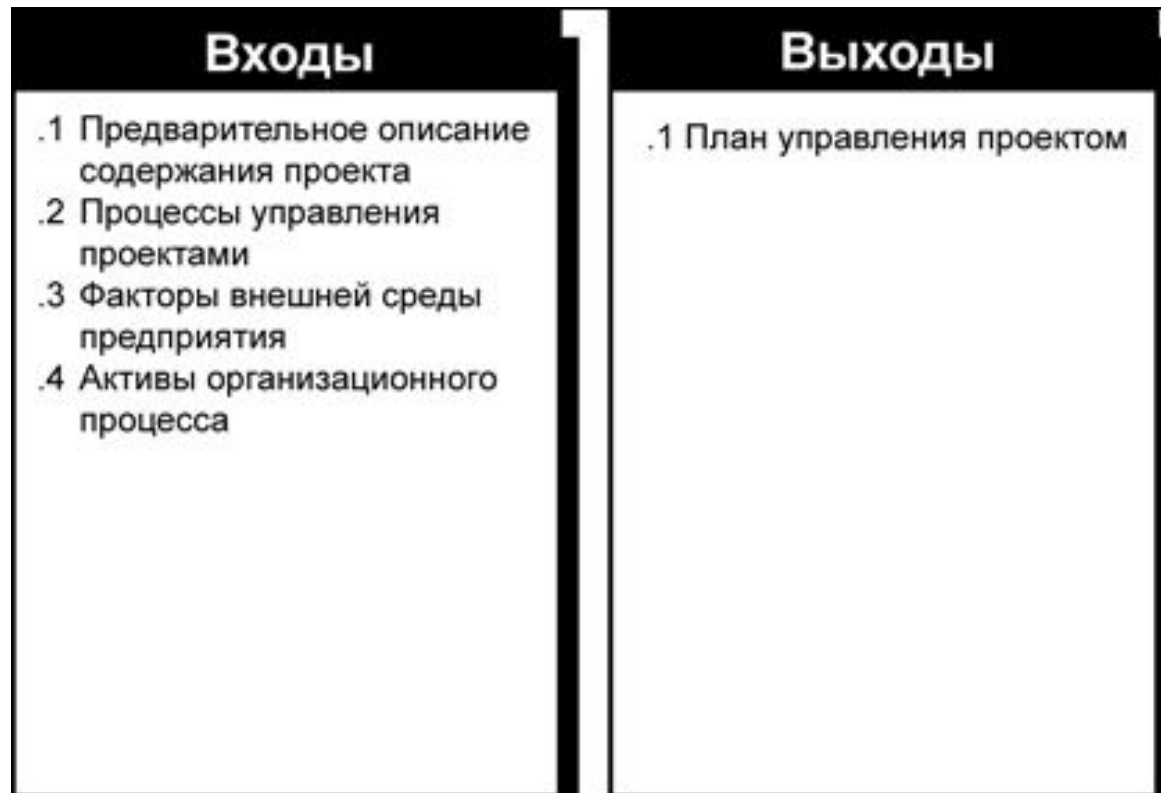 Входы
.1 Предварительное описание
содержания проекта
.2 Процессы управления
проектами
.3 Факторы внешней среды
предприятия
.4 Активы организационного
процесса
Выходы
.1 План управления проектом